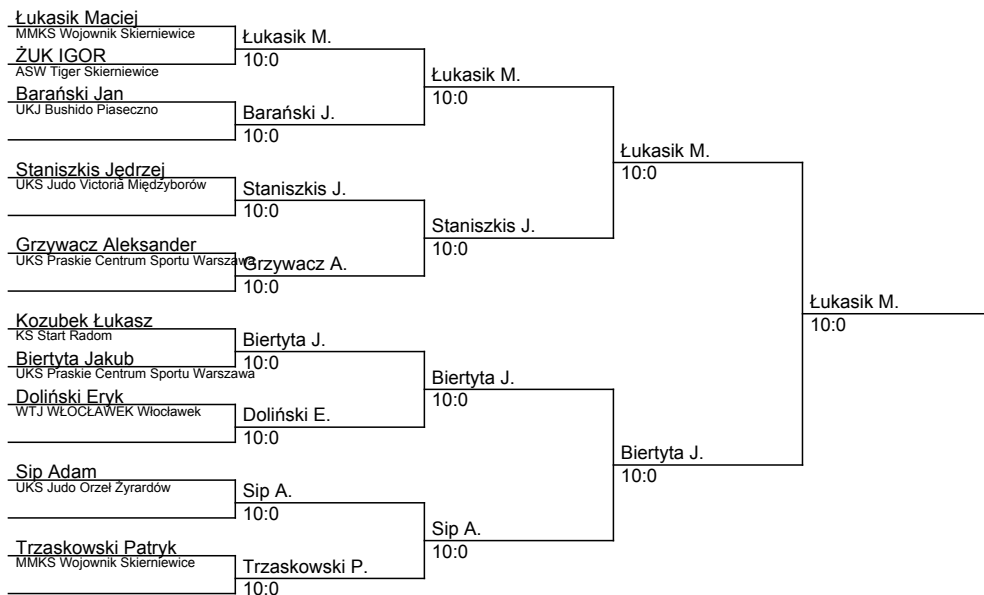 Łukasik Maciej
MMKS Wojownik Skierniewice
ŻUK IGOR
ASW Tiger Skierniewice
Barański Jan
UKJ Bushido Piaseczno
Staniszkis Jędrzej
UKS Judo Victoria Międzyborów
Grzywacz Aleksander
UKS Praskie Centrum Sportu Warszawa
Kozubek Łukasz
KS Start Radom
Biertyta Jakub
UKS Praskie Centrum Sportu Warszawa
Doliński Eryk
WTJ WŁOCŁAWEK Włocławek
Sip Adam
UKS Judo Orzeł Żyrardów
Trzaskowski Patryk
MMKS Wojownik Skierniewice
Łukasik M.
10:0
Barański J.
10:0
Staniszkis J.
10:0
Grzywacz A.
10:0
Biertyta J.
10:0
Doliński E.
10:0
Sip A.
10:0
Trzaskowski P.
10:0
Łukasik M.
10:0
Staniszkis J.
10:0
Biertyta J.
10:0
Sip A.
10:0
Łukasik M.
10:0
Biertyta J.
10:0
Łukasik M.
10:0